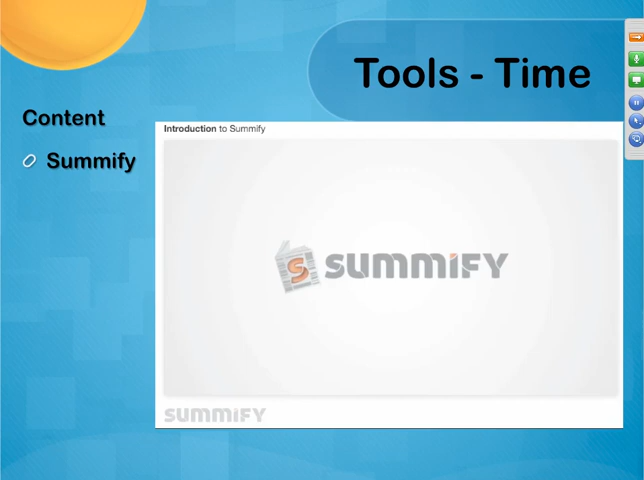 Tools - Time
Content
Summify
Introduction to Summify
SUMMIFY
SUMMIFY